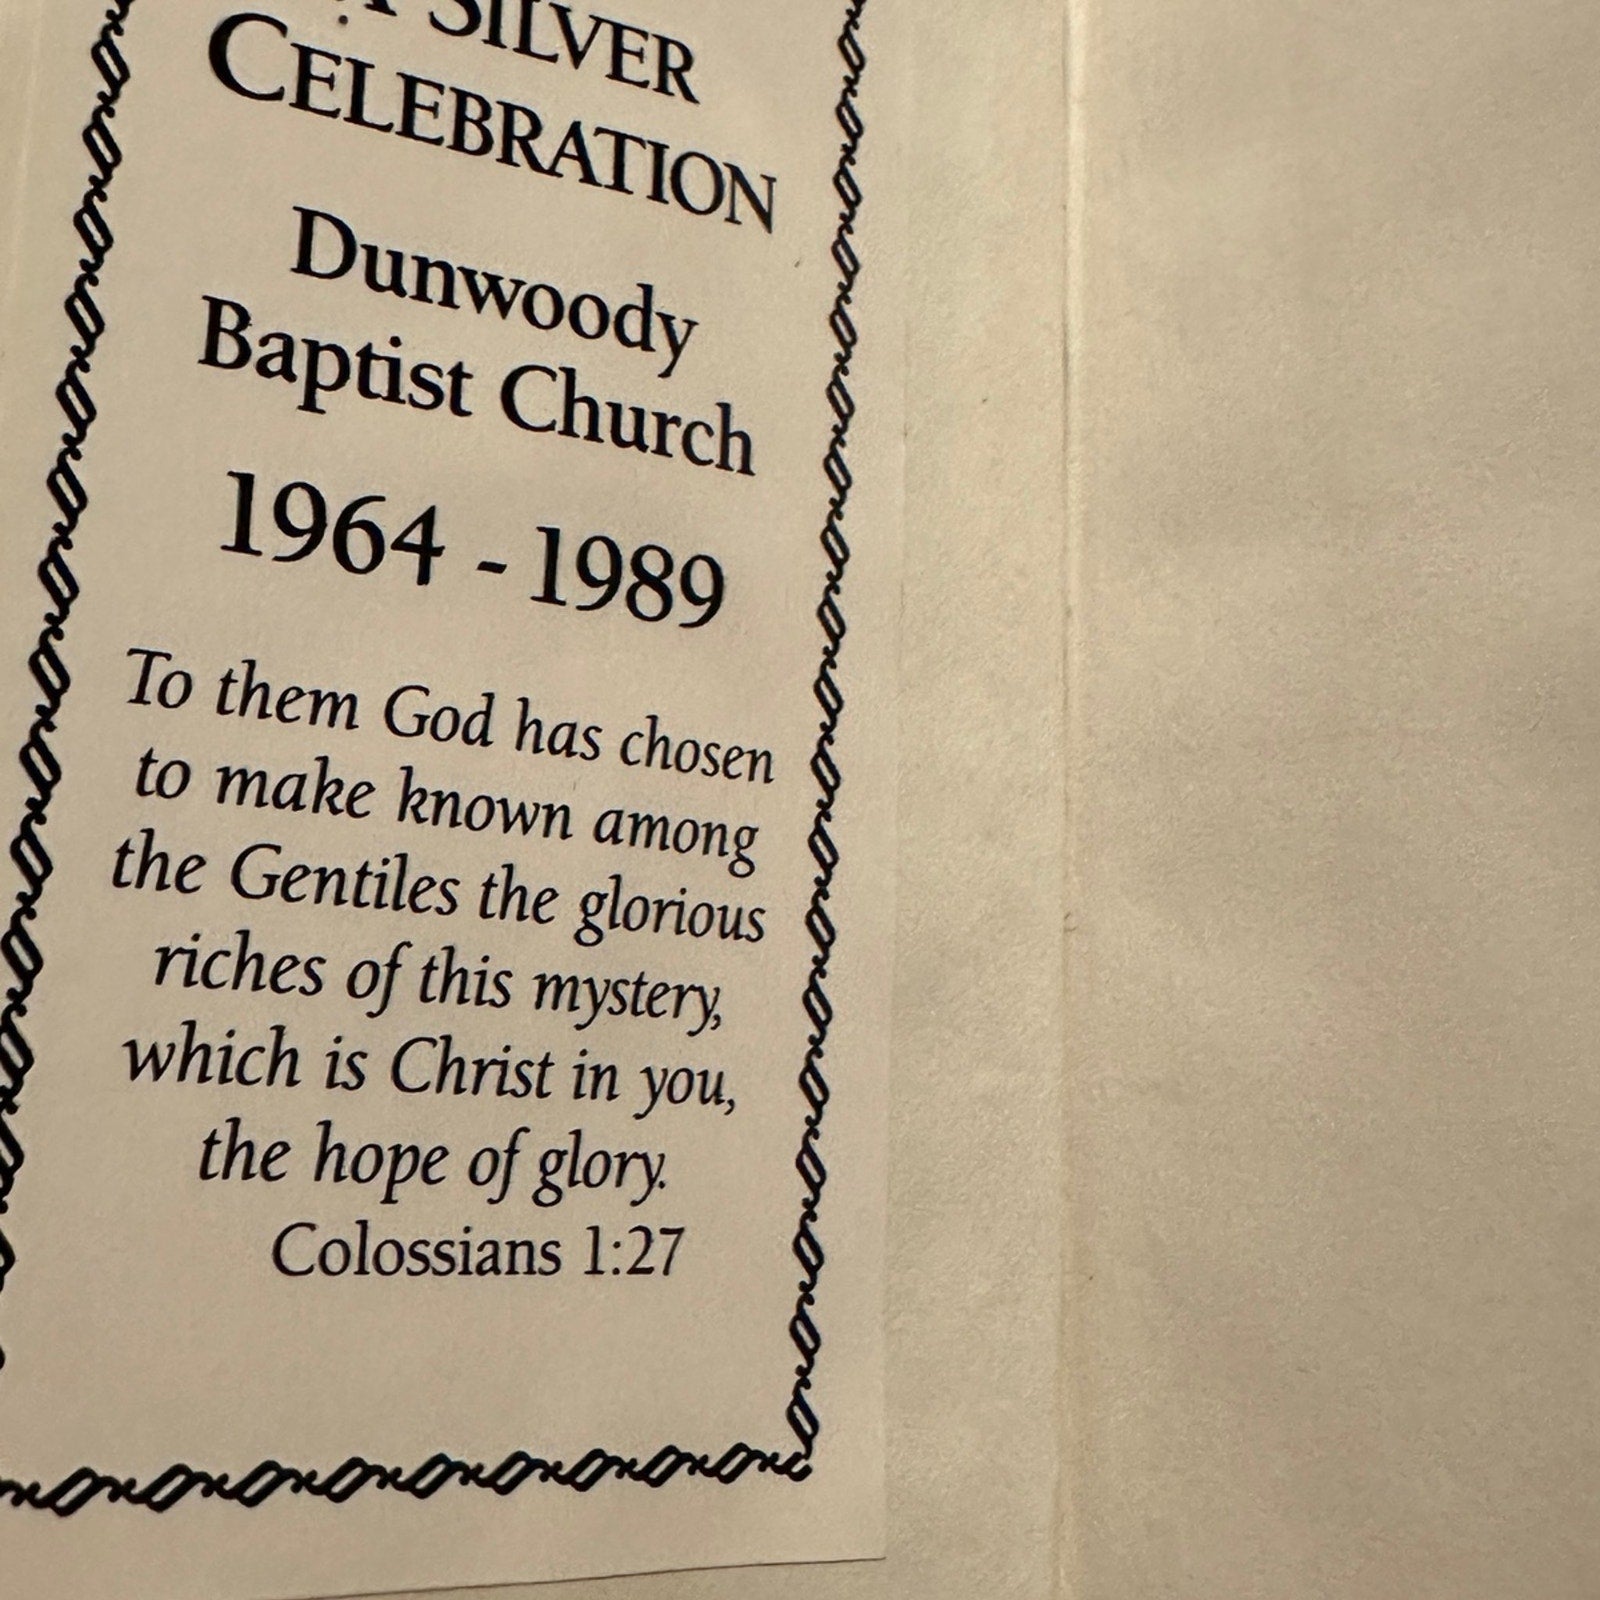 A SILVER
CELEBRATION
Dunwoody
Baptist Church
1964 - 1989
To them God has chosen
to make known among
the Gentiles the glorious
riches of this mystery,
which is Christ in you,
the hope of glory.
Colossians 1:27